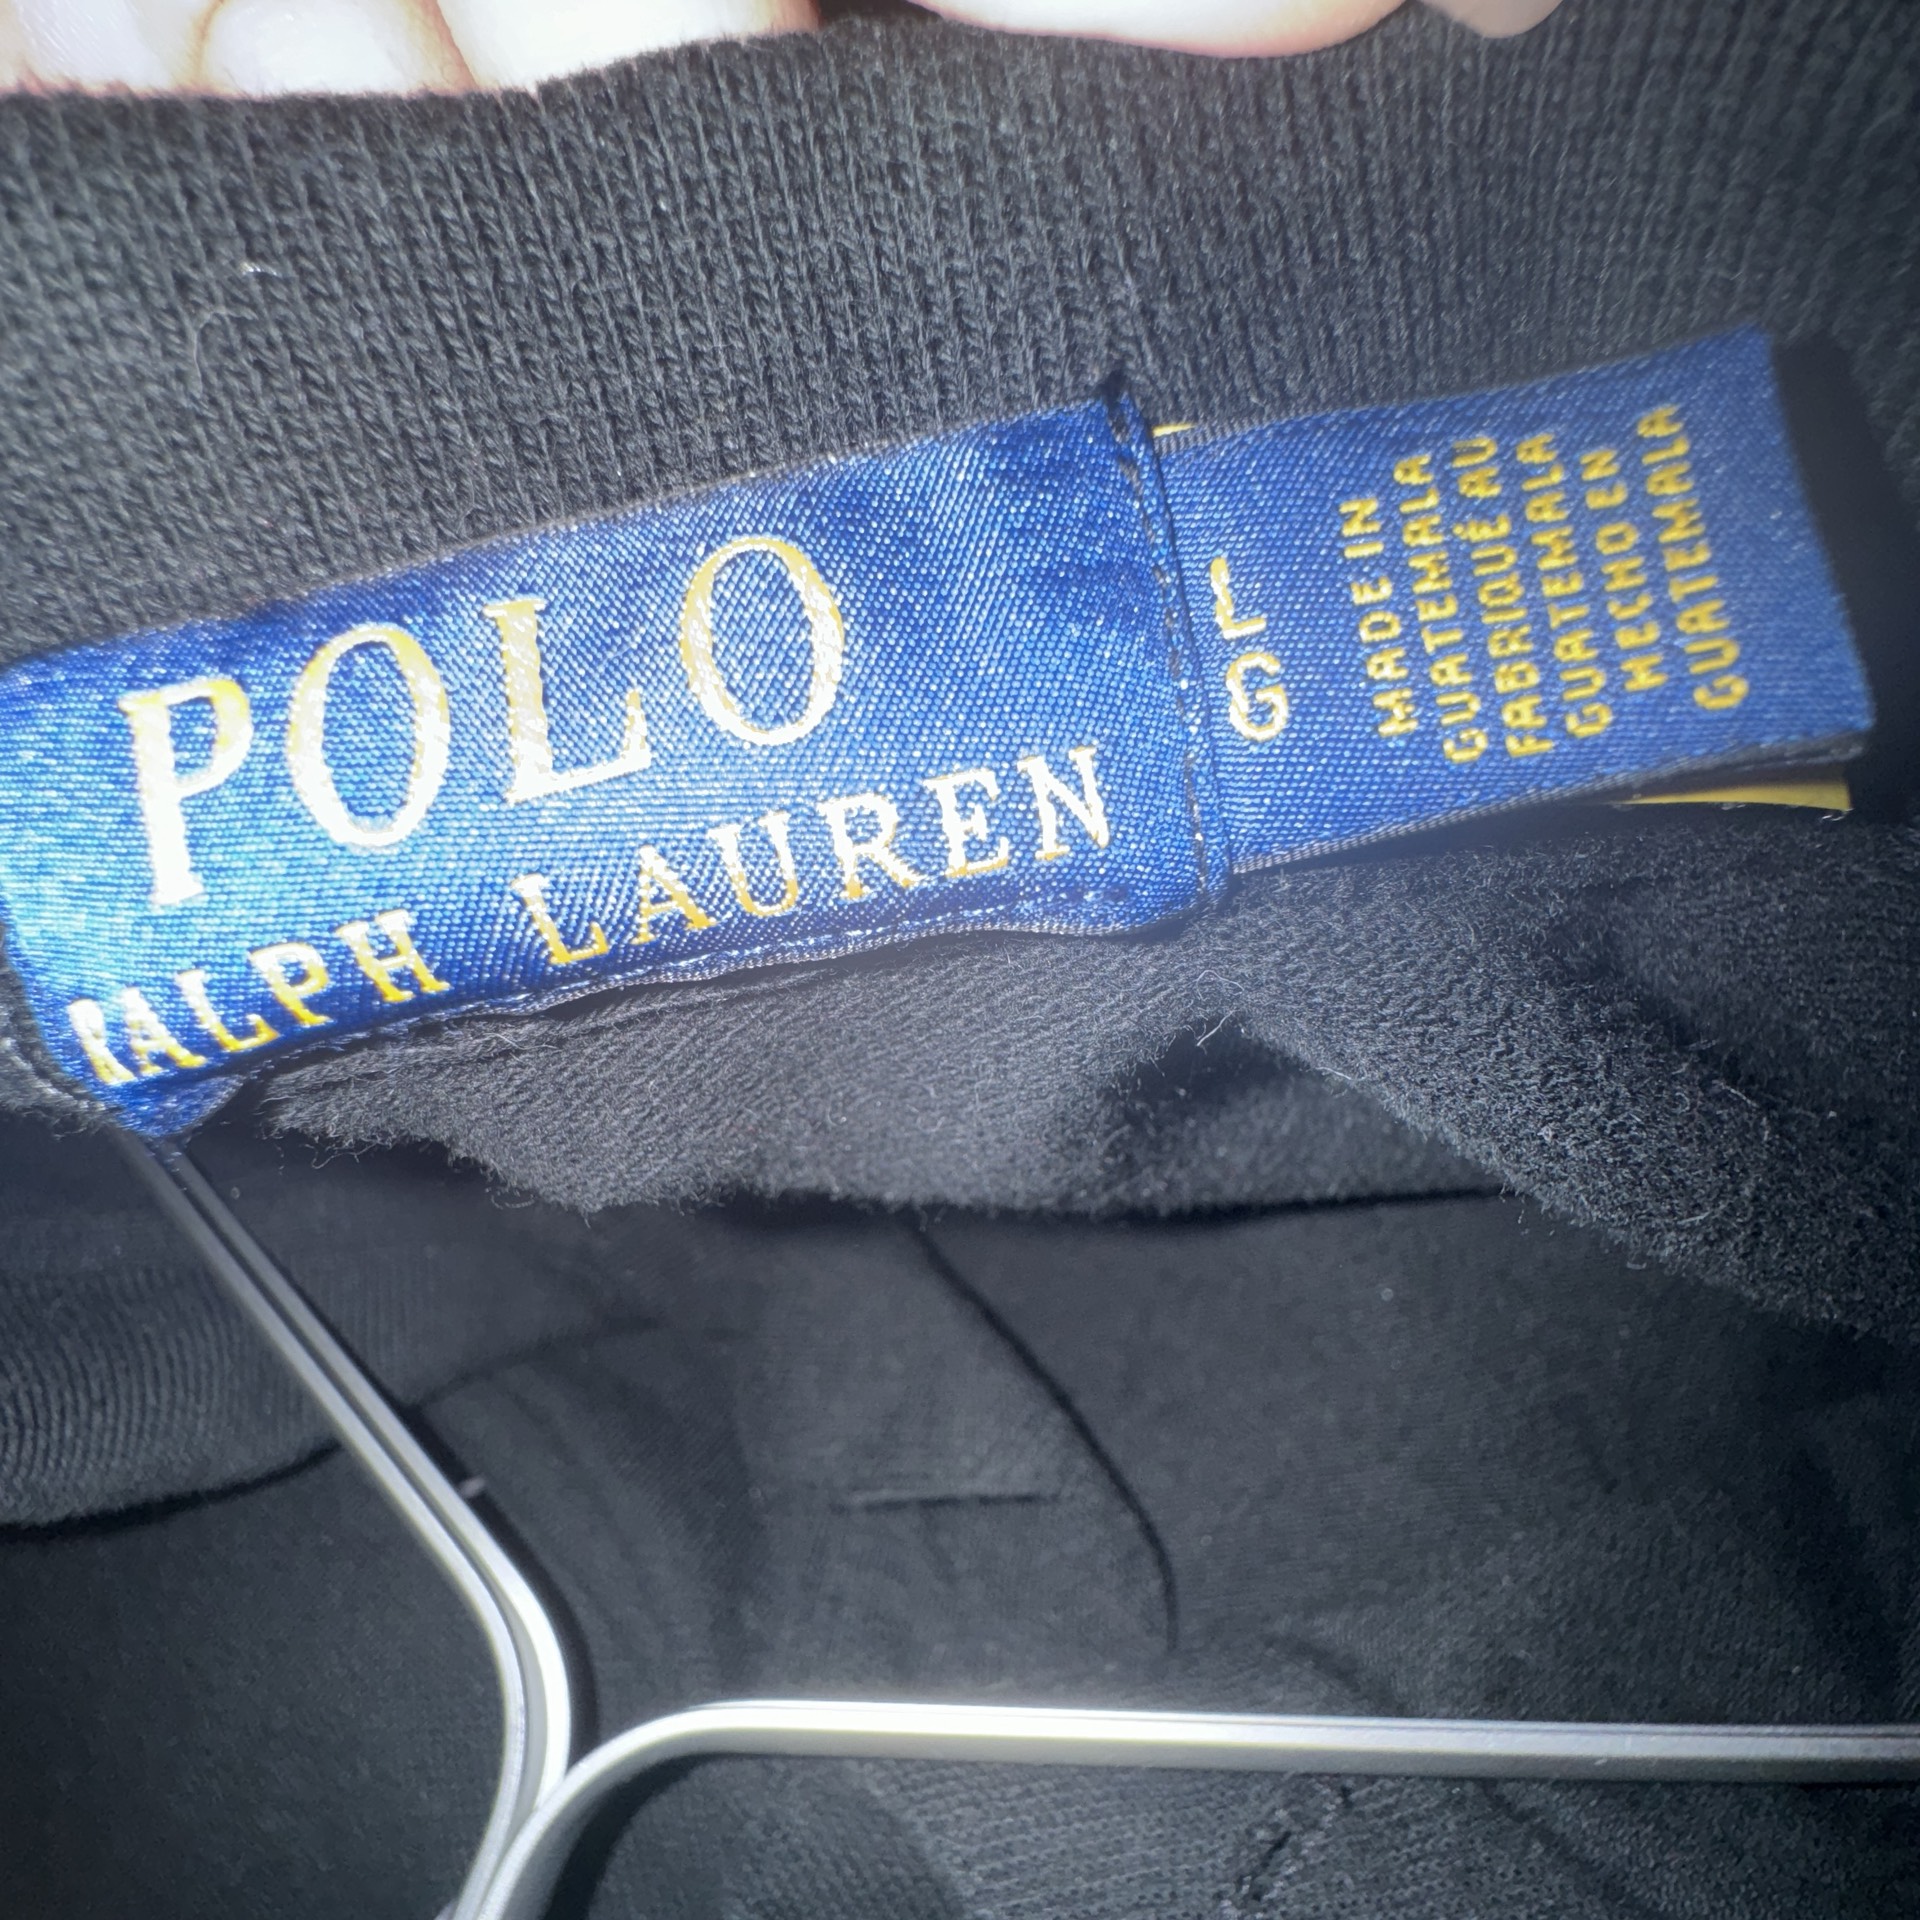 POLO
RALPH LAUREN
L
G
MADE IN
GUATEMALA
FABRIQUÉ AU
GUATEMALA
HECHO EN
GUATEMALA